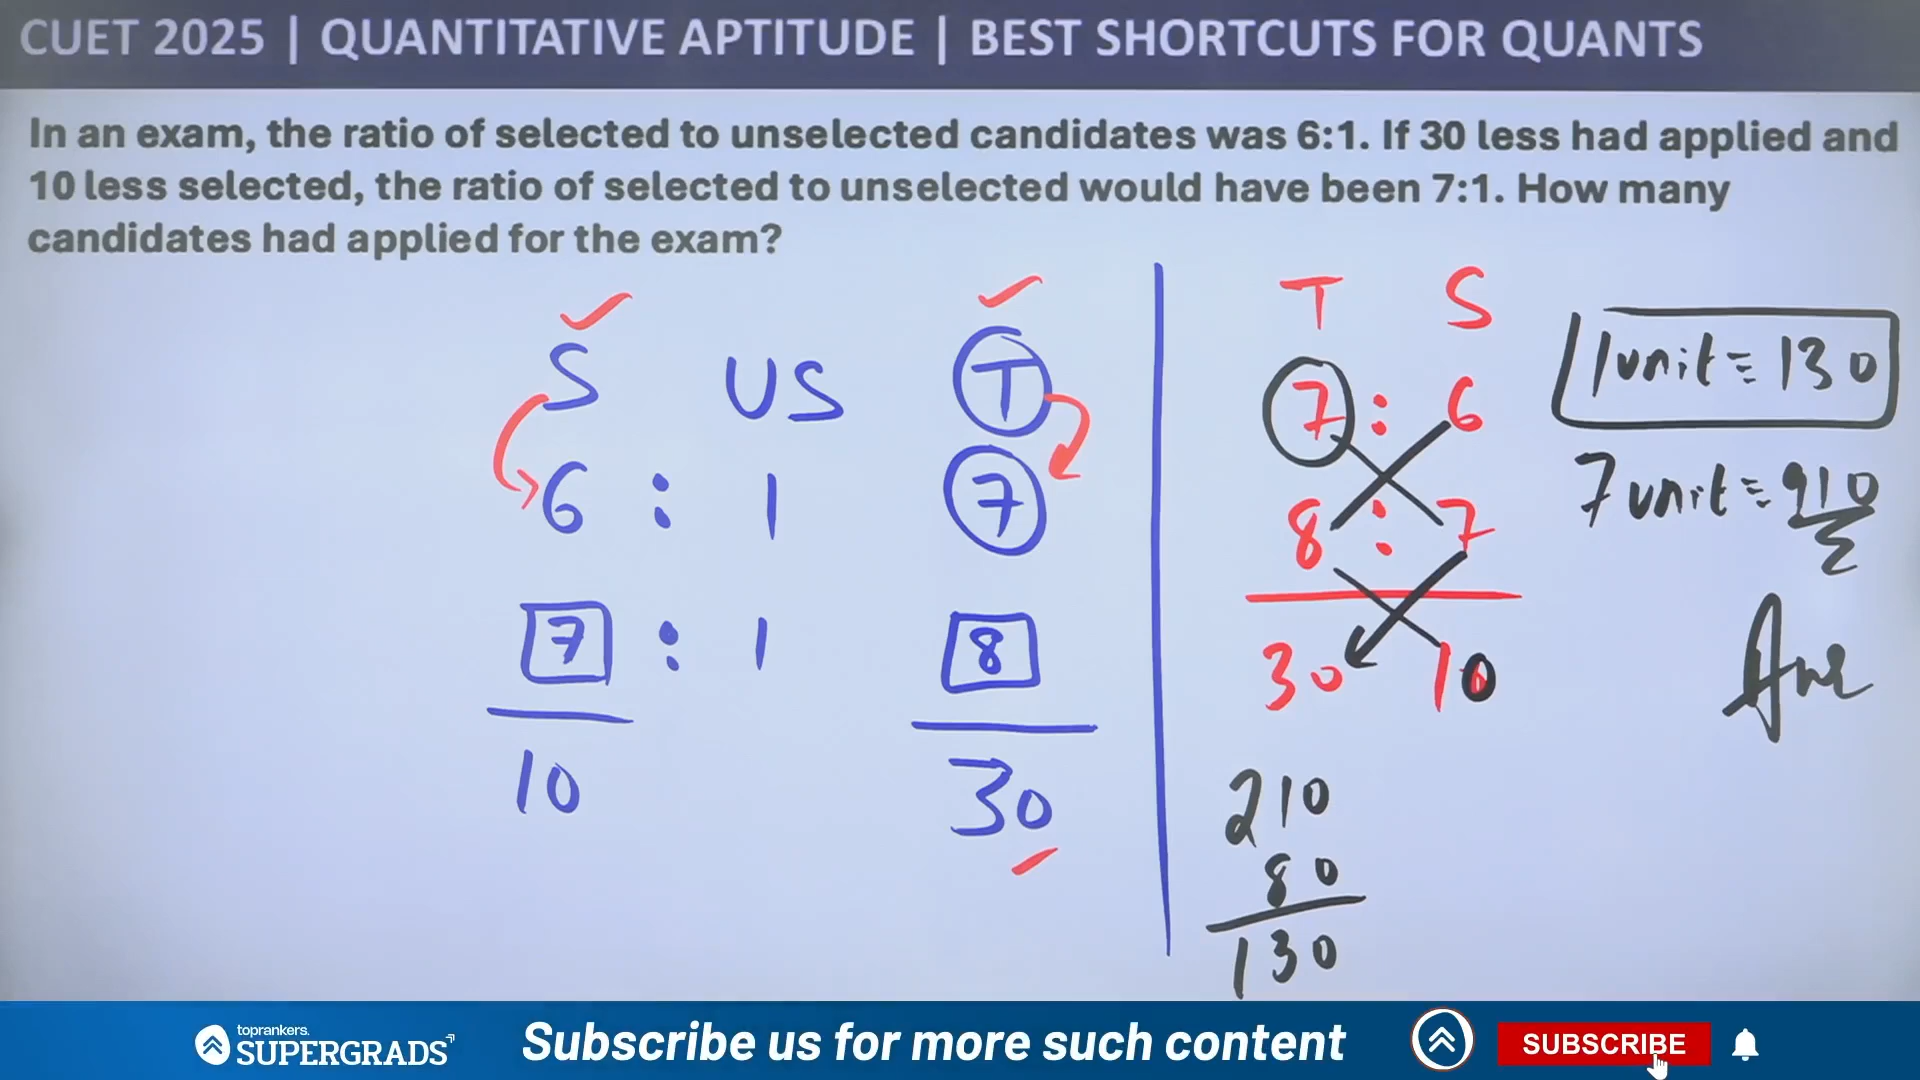 CUET 2025 | QUANTITATIVE APTITUDE | BEST SHORTCUTS FOR QUANTS
In an exam, the ratio of selected to unselected candidates was 6:1. If 30 less had applied and
10 less selected, the ratio of selected to unselected would have been 7:1. How many
candidates had applied for the exam?
S US T
6 : 1 7
7 : 1 8
10 30
T S
7 : 6
8 : 7
30 10
210
80
130
1 unit ≡ 130
7 unit ≡ 910
Ans
toprankers.
SUPERGRADS
Subscribe us for more such content
SUBSCRIBE